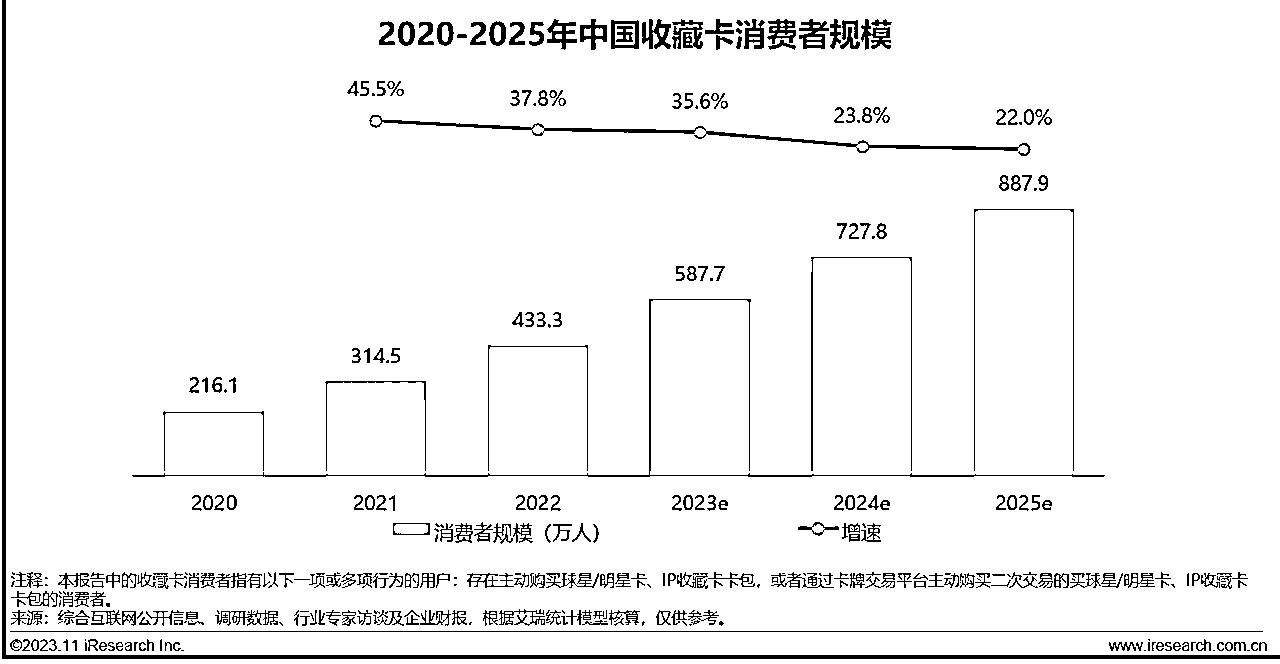 2020-2025年中国收藏卡消费者规模
45.5%
37.8%
35.6%
23.8%
22.0%
887.9
727.8
587.7
433.3
314.5
216.1
2020
2021
2022
2023e
2024e
2025e
消费者规模（万人）
增速
注释：本报告中的收藏卡消费者指有以下一项或多项行为的用户：存在主动购买球星/明星卡、IP收藏卡卡包，或者通过卡牌交易平台主动购买二次交易的买球星/明星卡、IP收藏卡
卡包的消费者。
来源：综合互联网公开信息、调研数据、行业专家访谈及企业财报，根据艾瑞统计模型核算，仅供参考。
©2023.11 iResearch Inc.
www.iresearch.com.cn